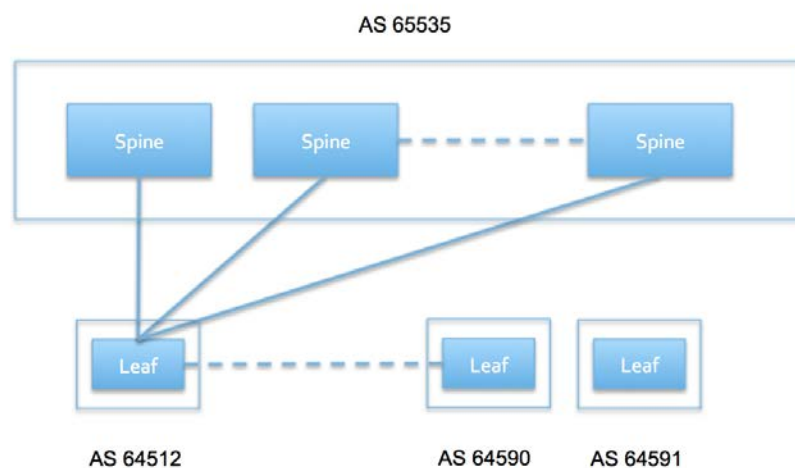 AS 65535
Spine
Spine
Spine
Leaf
Leaf
Leaf
AS 64512
AS 64590
AS 64591